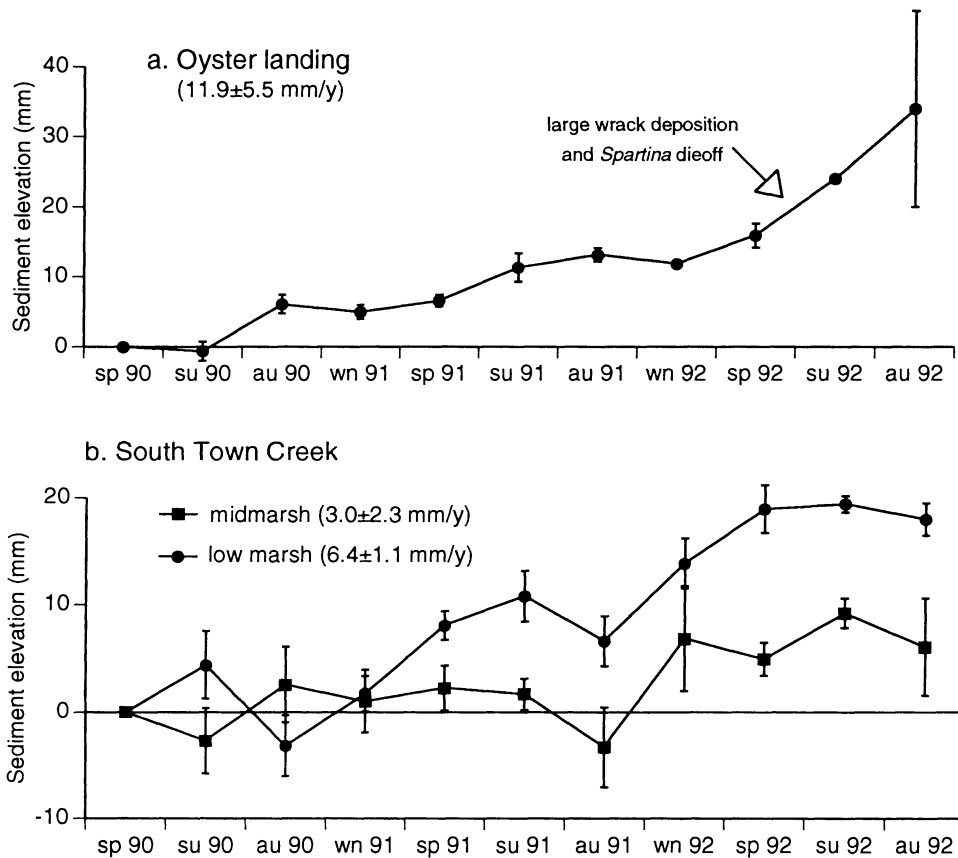 a. Oyster landing
(11.9±5.5 mm/y)
Sediment elevation (mm)
40
30
20
10
0
large wrack deposition
and Spartina dieoff
sp 90 su 90 au 90 wn 91 sp 91 su 91 au 91 wn 92 sp 92 su 92 au 92
b. South Town Creek
Sediment elevation (mm)
20
10
0
-10
midmarsh (3.0±2.3 mm/y)
low marsh (6.4±1.1 mm/y)
sp 90 su 90 au 90 wn 91 sp 91 su 91 au 91 wn 92 sp 92 su 92 au 92